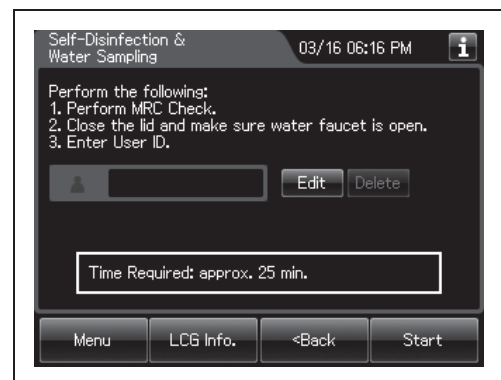 Self-Disinfection &
Water Sampling
03/16 06:16 PM
i
Perform the following:
1. Perform MRC Check.
2. Close the lid and make sure water faucet is open.
3. Enter User ID.
Edit Delete
Time Required: approx. 25 min.
Menu LCG Info. <Back Start